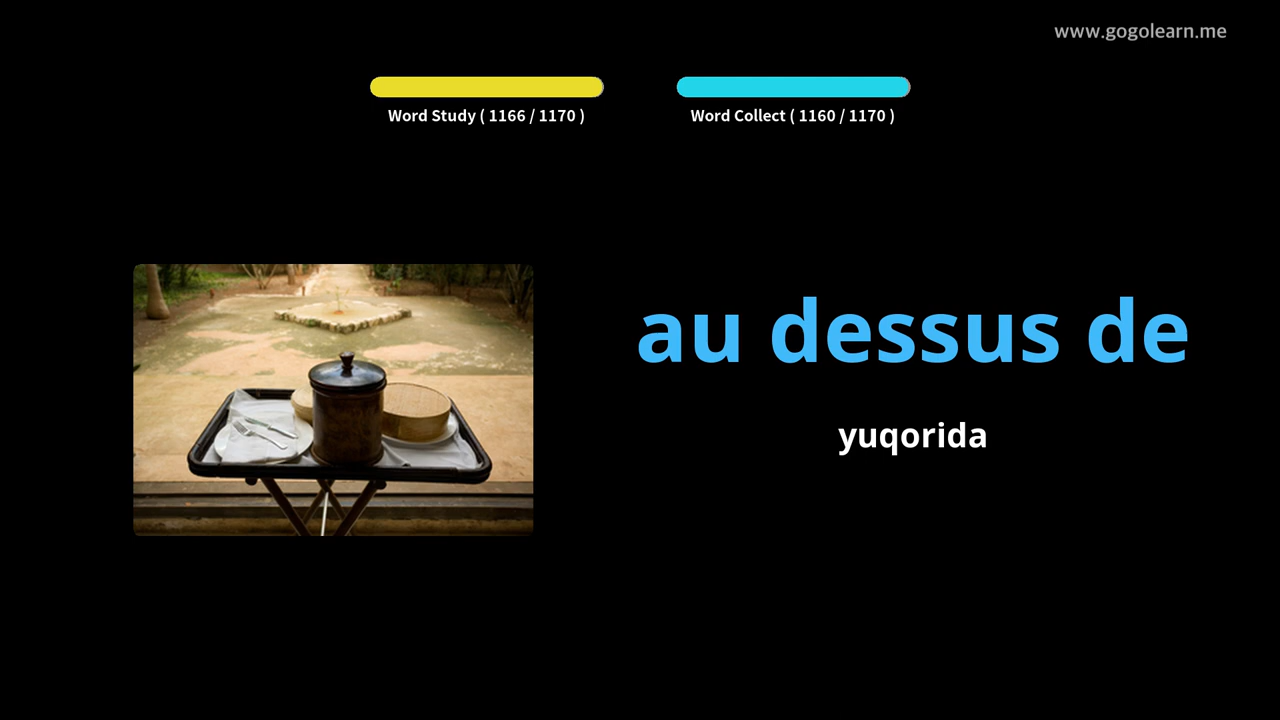 www.gogolearn.me
Word Study ( 1166 / 1170 )
Word Collect ( 1160 / 1170 )
au dessus de
yuqorida